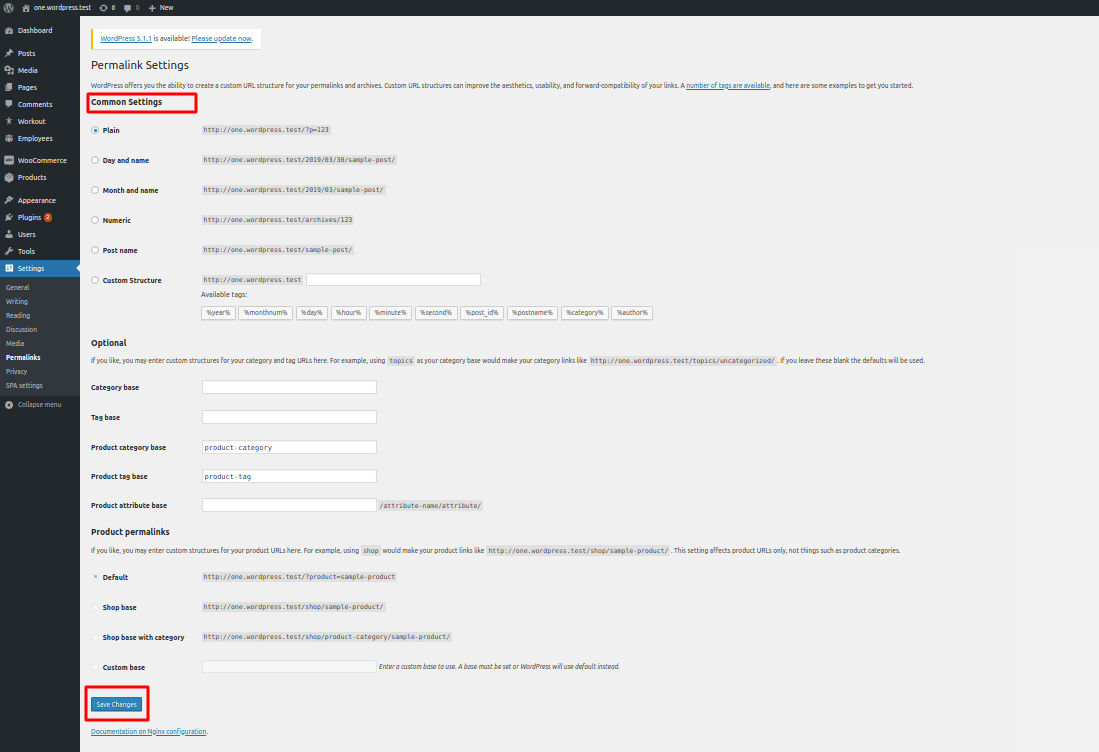 one.wordpress.test 6 0 New
Dashboard
Posts
Media
Pages
Comments
Workout
Employees
WooCommerce
Products
Appearance
Plugins 2
Users
Tools
Settings
General
Writing
Reading
Discussion
Media
Permalinks
Privacy
SPA settings
Collapse menu
WordPress 5.1.1 is available! Please update now.
Permalink Settings
WordPress offers you the ability to create a custom URL structure for your permalinks and archives. Custom URL structures can improve the aesthetics, usability, and forward-compatibility of your links. A number of tags are available, and here are some examples to get you started.
Common Settings
Plain http://one.wordpress.test/?p=123
Day and name http://one.wordpress.test/2019/03/30/sample-post/
Month and name http://one.wordpress.test/2019/03/sample-post/
Numeric http://one.wordpress.test/archives/123
Post name http://one.wordpress.test/sample-post/
Custom Structure http://one.wordpress.test
Available tags:
%year% %monthnum% %day% %hour% %minute% %second% %post_id% %postname% %category% %author%
Optional
If you like, you may enter custom structures for your category and tag URLs here. For example, using topics as your category base would make your category links like http://one.wordpress.test/topics/uncategorized/ . If you leave these blank the defaults will be used.
Category base
Tag base
Product category base product-category
Product tag base product-tag
Product attribute base /attribute-name/attribute/
Product permalinks
If you like, you may enter custom structures for your product URLs here. For example, using shop would make your product links like http://one.wordpress.test/shop/sample-product/ . This setting affects product URLs only, not things such as product categories.
Default http://one.wordpress.test/?product=sample-product
Shop base http://one.wordpress.test/shop/sample-product/
Shop base with category http://one.wordpress.test/shop/product-category/sample-product/
Custom base Enter a custom base to use. A base must be set or WordPress will use default instead.
Save Changes
Documentation on Nginx configuration.